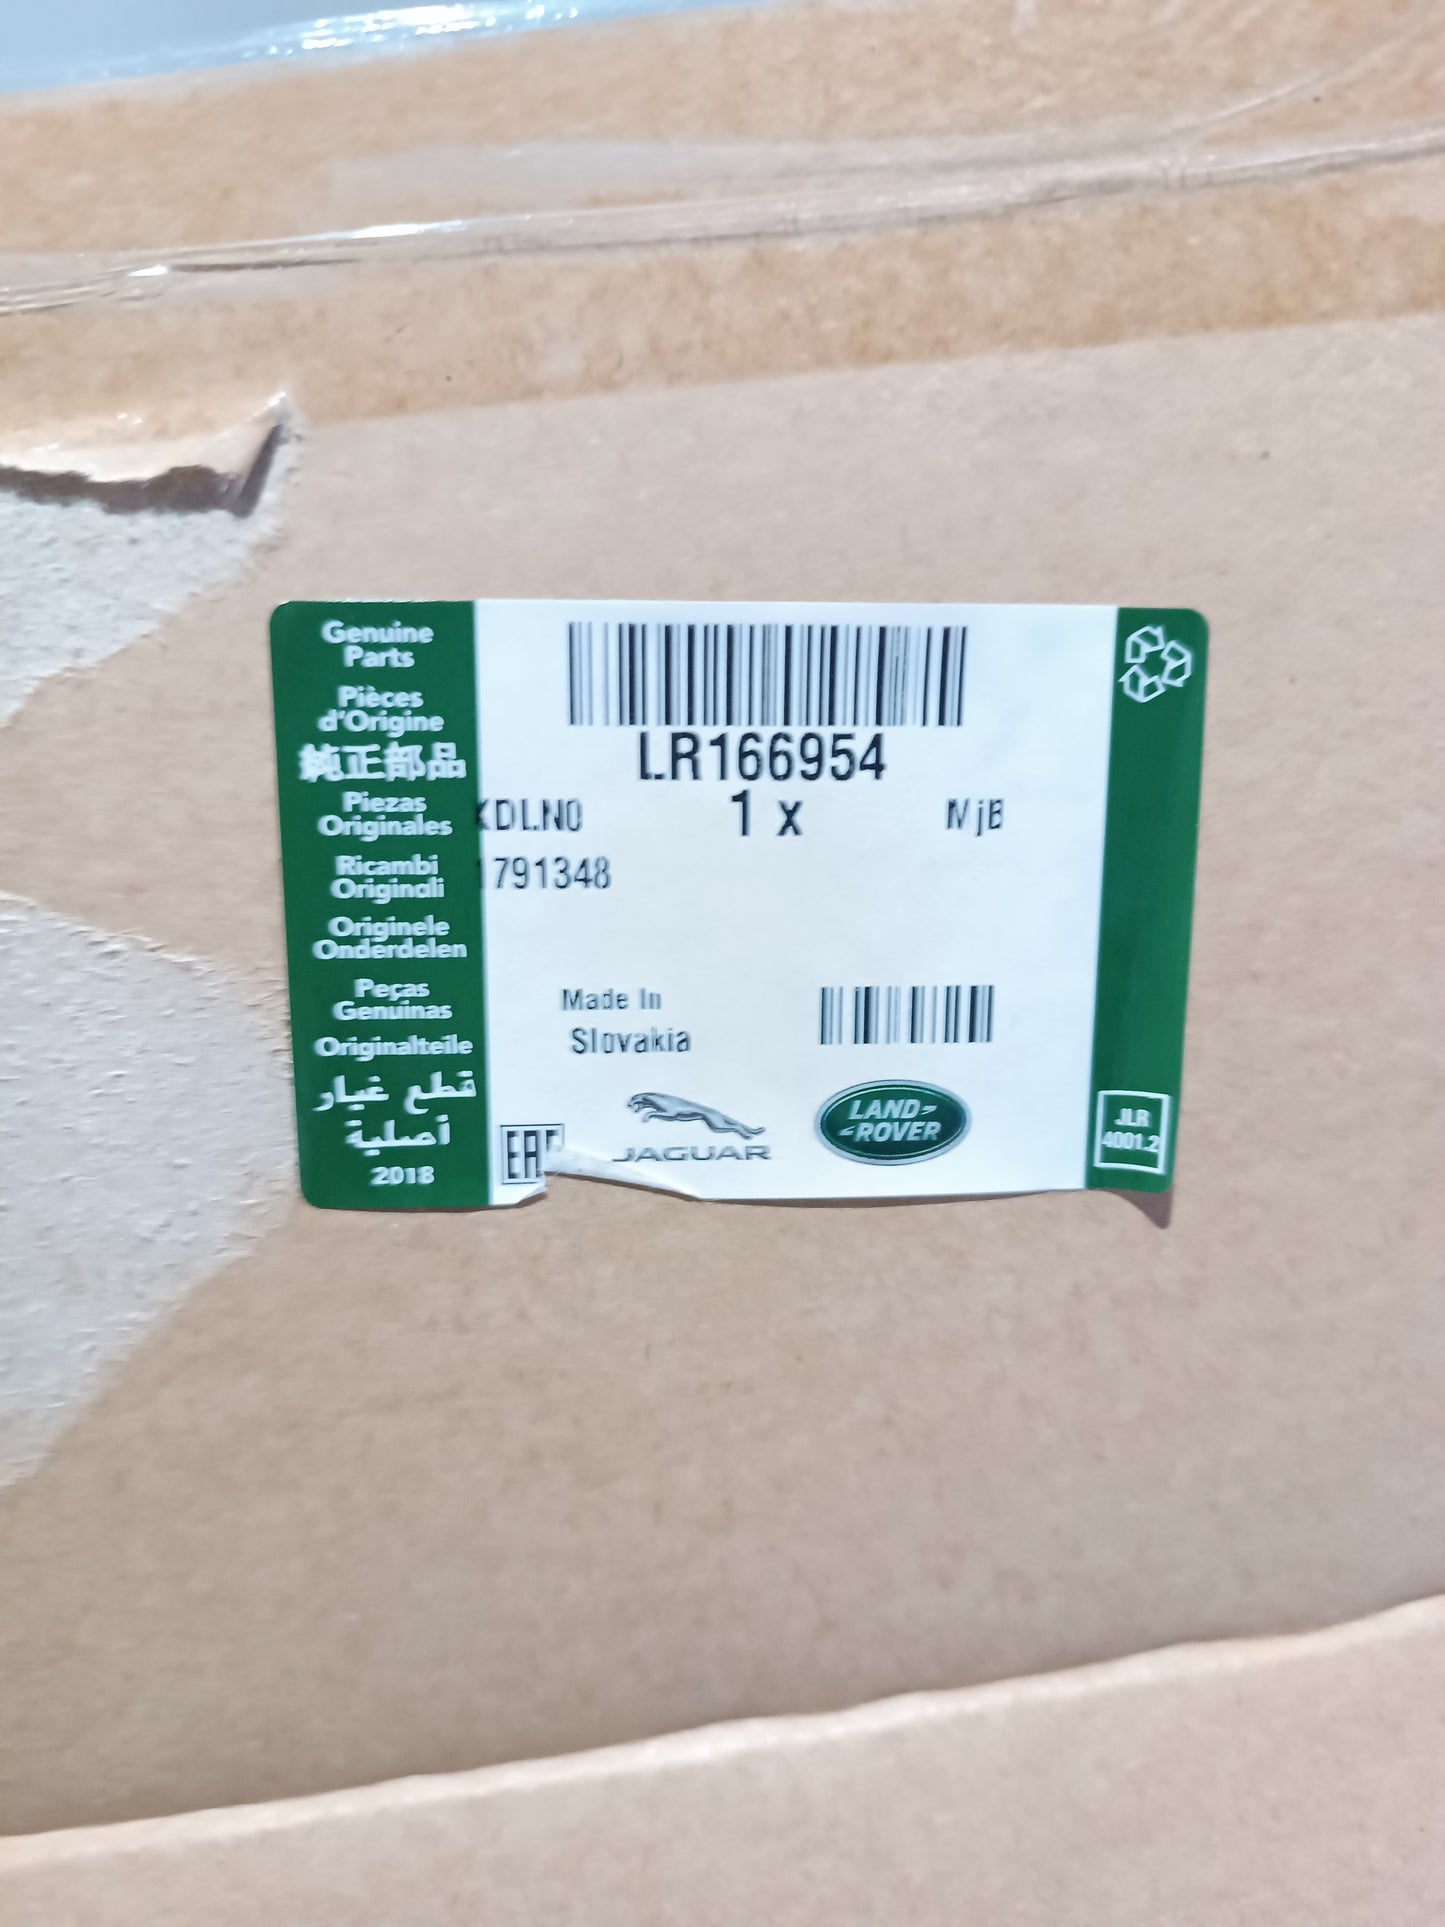 Genuine
Parts
Pièces
d'Origine
純正部品
Piezas
Originales
Ricambi
Originali
Originele
Onderdelen
Peças
Genuinas
Originalteile
قطع غيار
أصلية
2018
LR166954
KDLN0
1 x
MjB
1791348
Made In
Slovakia
JAGUAR
LAND-
-ROVER
JLR
4001.2